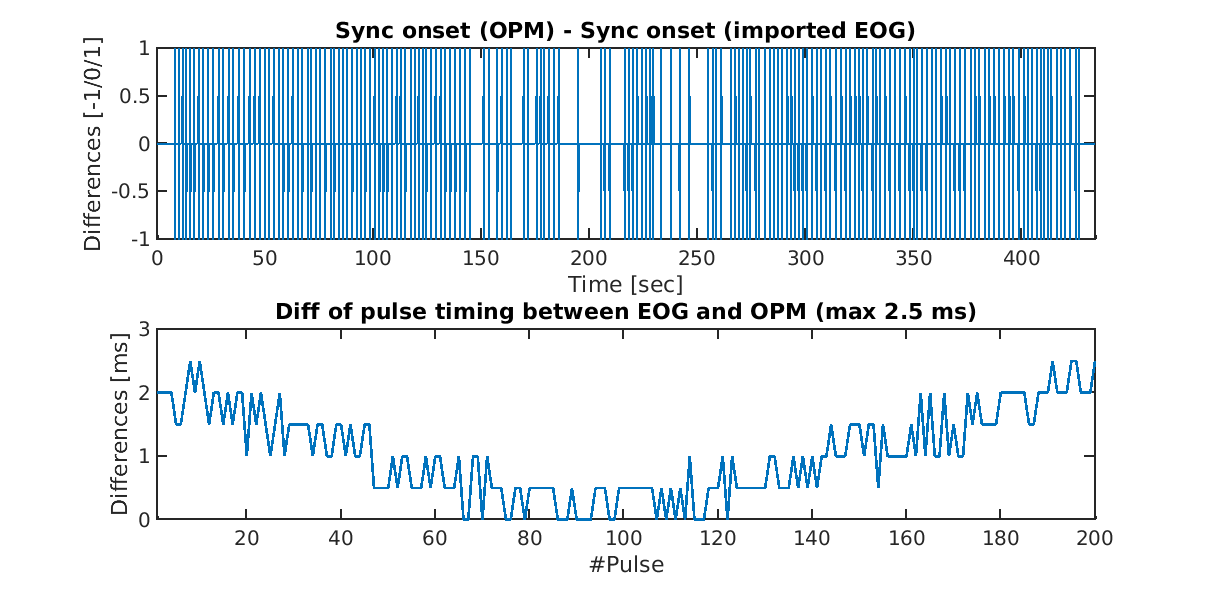 Sync onset (OPM) - Sync onset (imported EOG)
Differences [-1/0/1]
1
0.5
0
-0.5
-1
0 50 100 150 200 250 300 350 400
Time [sec]
Diff of pulse timing between EOG and OPM (max 2.5 ms)
Differences [ms]
3
2
1
0
20 40 60 80 100 120 140 160 180 200
#Pulse